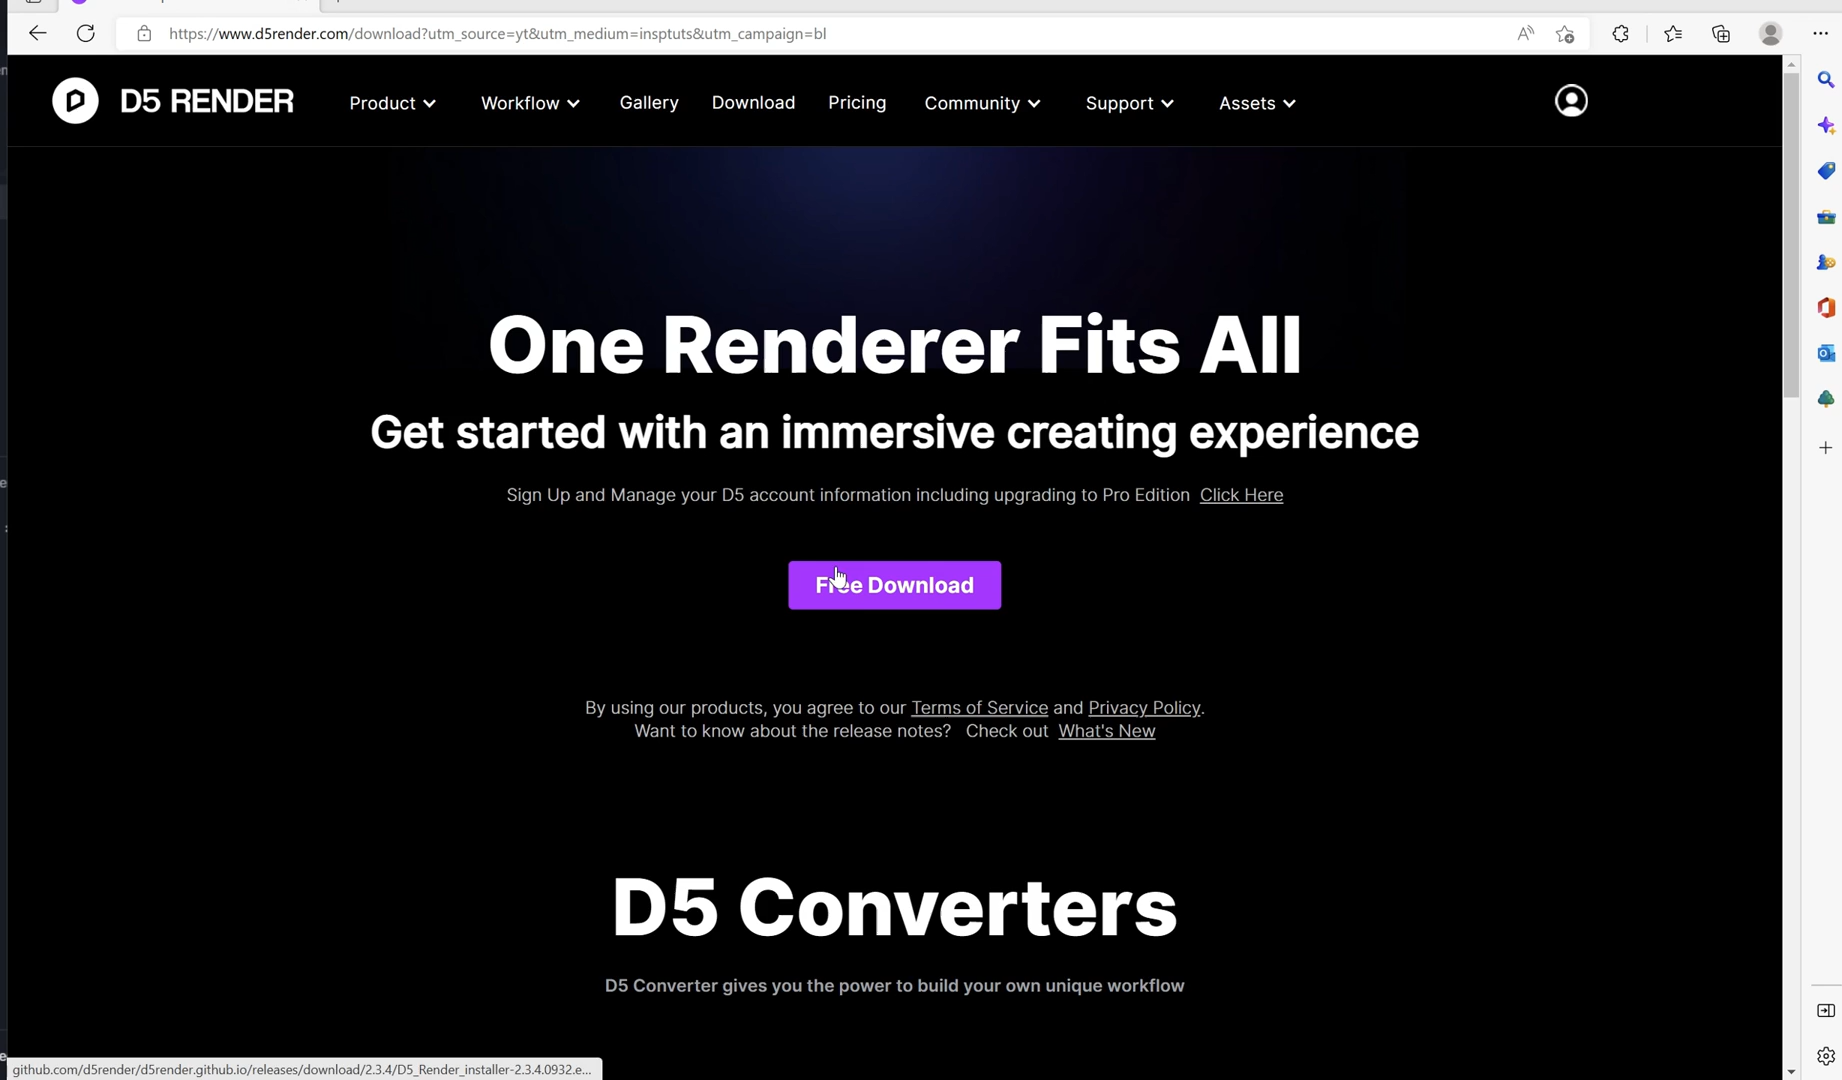 https://www.d5render.com/download?utm_source=yt&utm_medium=insptuts&utm_campaign=bl
D5 RENDER
Product
Workflow
Gallery
Download
Pricing
Community
Support
Assets
One Renderer Fits All
Get started with an immersive creating experience
Sign Up and Manage your D5 account information including upgrading to Pro Edition Click Here
Free Download
By using our products, you agree to our Terms of Service and Privacy Policy.
Want to know about the release notes? Check out What's New
D5 Converters
D5 Converter gives you the power to build your own unique workflow
github.com/d5render/d5render.github.io/releases/download/2.3.4/D5_Render_installer-2.3.4.0932.e...